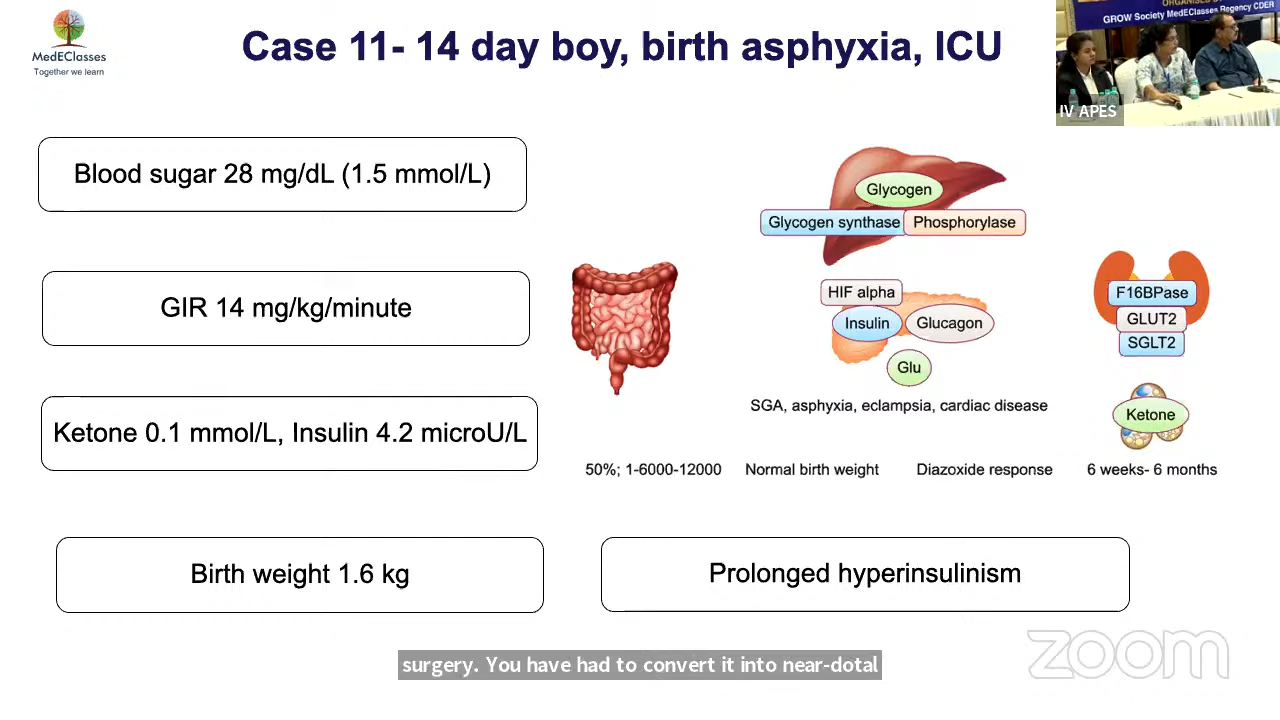 MedEClasses
Together we learn
Case 11- 14 day boy, birth asphyxia, ICU
GROW Society MedEClasses Regency CDER
IV APES
Blood sugar 28 mg/dL (1.5 mmol/L)
GIR 14 mg/kg/minute
Ketone 0.1 mmol/L, Insulin 4.2 microU/L
Birth weight 1.6 kg
Glycogen
Glycogen synthase
Phosphorylase
HIF alpha
Insulin
Glucagon
Glu
F16BPase
GLUT2
SGLT2
Ketone
SGA, asphyxia, eclampsia, cardiac disease
50%; 1-6000-12000
Normal birth weight
Diazoxide response
6 weeks- 6 months
Prolonged hyperinsulinism
zoom
surgery. You have had to convert it into near-dotal